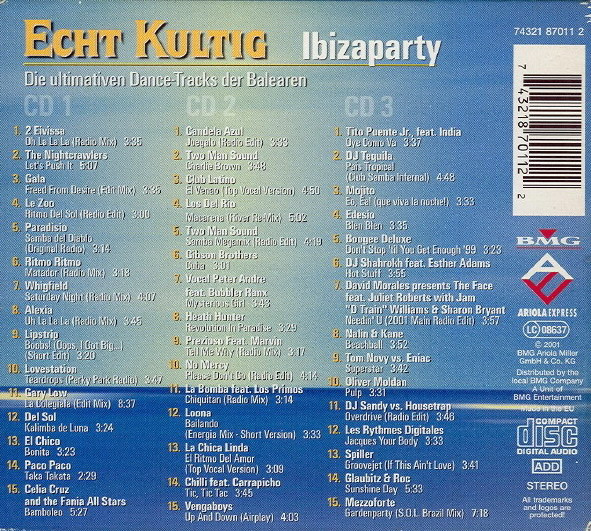 ECHT KULTIG Ibizaparty
Die ultimativen Dance-Tracks der Balearen
CD 1
1. 2 Eivissa
Oh La La La (Radio Mix) 3:35
2. The Nightcrawlers
Let's Push It 5:07
3. Gala
Freed From Desire (Edit Mix) 3:35
4. Le Zoo
Ritmo Del Sol (Radio Edit) 3:00
5. Paradisio
Samba del Diablo
(Original Radio) 3:14
6. Ritmo Ritmo
Matador (Radio Mix) 3:18
7. Whigfield
Saturday Night (Radio Mix) 4:07
8. Alexia
Uh La La La (Radio Mix) 3:45
9. Lipstrip
Boobs! (Oops, I Got Big...)
(Short Edit) 3:20
10. Lovestation
Teardrops (Perky Park Radio) 3:47
11. Gary Low
La Colegiala (Edit Mix) 8:37
12. Del Sol
Kalimba de Luna 3:24
13. El Chico
Bonita 3:23
14. Paco Paco
Taka Takata 2:29
15. Celia Cruz
and the Fania All Stars
Bamboleo 5:27
CD 2
1. Candela Azul
Juegalo (Radio Edit) 3:33
2. Two Man Sound
Charlie Brown 3:48
3. Club Latino
El Venao (Top Vocal Version) 4:50
4. Los Del Rio
Macarena (River Re-Mix) 5:02
5. Two Man Sound
Samba Megamix (Radio Edit) 4:19
6. Gibson Brothers
Cuba 3:01
7. Vocal Peter Andre
feat. Bubbler Ranx
Mysterious Girl 3:43
8. Heath Hunter
Revolution In Paradise 3:29
9. Prezioso Feat. Marvin
Tell Me Why (Radio Mix) 3:17
10. No Mercy
Please Don't Go (Radio Edit) 4:14
11. La Bomba feat. Los Primos
Chiquitan (Radio Mix) 3:14
12. Loona
Bailando
(Energia Mix - Short Version) 3:33
13. La Chica Linda
El Ritmo Del Amor
(Top Vocal Version) 3:09
14. Chilli feat. Carrapicho
Tic, Tic Tac 3:45
15. Vengaboys
Up And Down (Airplay) 4:03
CD 3
1. Tito Puente Jr. feat. India
Oye Como Va 3:37
2. DJ Tequila
Pais Tropical
(Club Samba Infernal) 4:48
3. Mojito
Eo, Ea! (que viva la noche!) 3:33
4. Edesio
Blen Blen 3:35
5. Boogee Deluxe
Don't Stop 'til You Get Enough '99 3:23
6. DJ Shahrokh feat. Esther Adams
Hot Stuff 3:55
7. David Morales presents The Face
feat. Juliet Roberts with Jam
"D Train" Williams & Sharon Bryant
Needin' U (2001 Main Radio Edit) 3:57
8. Nalin & Kane
Beachball 3:52
9. Tom Novy vs. Eniac
Superstar 3:42
10. Oliver Moldan
Pulp 3:31
11. DJ Sandy vs. Housetrap
Overdrive (Radio Edit) 3:46
12. Les Rythmes Digitales
Jacques Your Body 3:33
13. Spiller
Groovejet (If This Ain't Love) 3:41
14. Glaubitz & Roc
Sunshine Day 5:33
15. Mezzoforte
Gardenparty (S.O.L. Brazil Mix) 3:18
74321 87011 2
7 43218 70112 2
BMG
ARIOLA EXPRESS
LC 08637
© 2001
BMG Ariola Miller
GmbH & Co. KG
Distributed by the
local BMG Company
A Unit of
BMG Entertainment
Made in the EU
COMPACT
disc
DIGITAL AUDIO
ADD
STEREO
All trademarks
and logos are
protected!